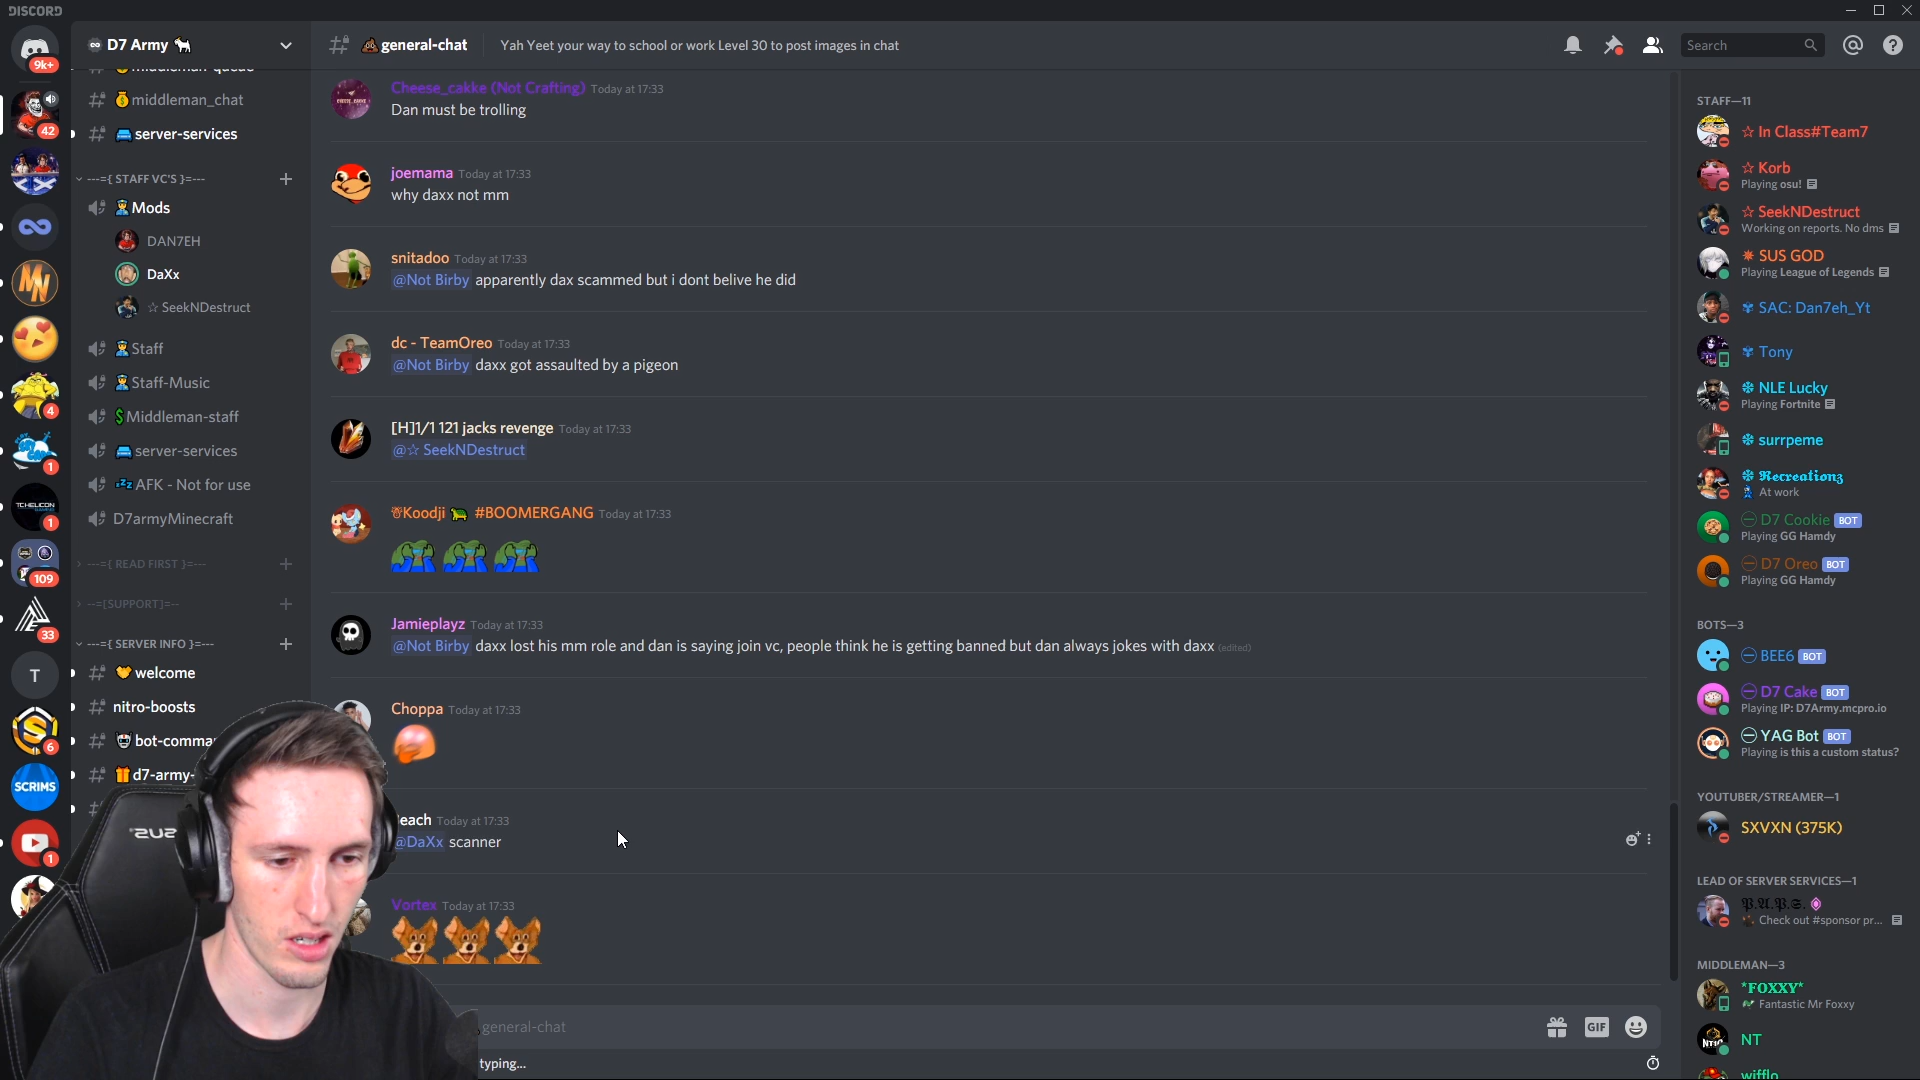 DISCORD
9k+
42
4
1
TCHELICON
GAMING
1
109
33
T
6
SCRIMS
1
D7 Army
middleman_chat
server-services
---={ STAFF VC'S }=---
Mods
DAN7EH
DaXx
☆ SeekNDestruct
Staff
Staff-Music
Middleman-staff
server-services
AFK - Not for use
D7armyMinecraft
---={ READ FIRST }=---
--=[SUPPORT]=--
---={ SERVER INFO }=---
welcome
nitro-boosts
bot-comma
d7-army-
general-chat
Yah Yeet your way to school or work Level 30 to post images in chat
Search
Cheese_cakke (Not Crafting) Today at 17:33
Dan must be trolling
joemama Today at 17:33
why daxx not mm
snitadoo Today at 17:33
@Not Birby apparently dax scammed but i dont belive he did
dc - TeamOreo Today at 17:33
@Not Birby daxx got assaulted by a pigeon
[H]1/1 121 jacks revenge Today at 17:33
@☆ SeekNDestruct
Koodji #BOOMERGANG Today at 17:33
Jamieplayz Today at 17:33
@Not Birby daxx lost his mm role and dan is saying join vc, people think he is getting banned but dan always jokes with daxx (edited)
Choppa Today at 17:33
each Today at 17:33
@DaXx scanner
Vortex Today at 17:33
general-chat
GIF
typing...
STAFF—11
☆ In Class#Team7
☆ Korb
Playing osu!
☆ SeekNDestruct
Working on reports. No dms
SUS GOD
Playing League of Legends
SAC: Dan7eh_Yt
Tony
NLE Lucky
Playing Fortnite
surrpeme
𝕽𝖊𝖈𝖗𝖊𝖆𝖙𝖎𝖔𝖓𝖟
At work
D7 Cookie BOT
Playing GG Hamdy
D7 Oreo BOT
Playing GG Hamdy
BOTS—3
BEE6 BOT
D7 Cake BOT
Playing IP: D7Army.mcpro.io
YAG Bot BOT
Playing is this a custom status?
YOUTUBER/STREAMER—1
SXVXN (375K)
LEAD OF SERVER SERVICES—1
Check out #sponsor pr...
MIDDLEMAN—3
*FOXXY*
Fantastic Mr Foxxy
NT
wifflo